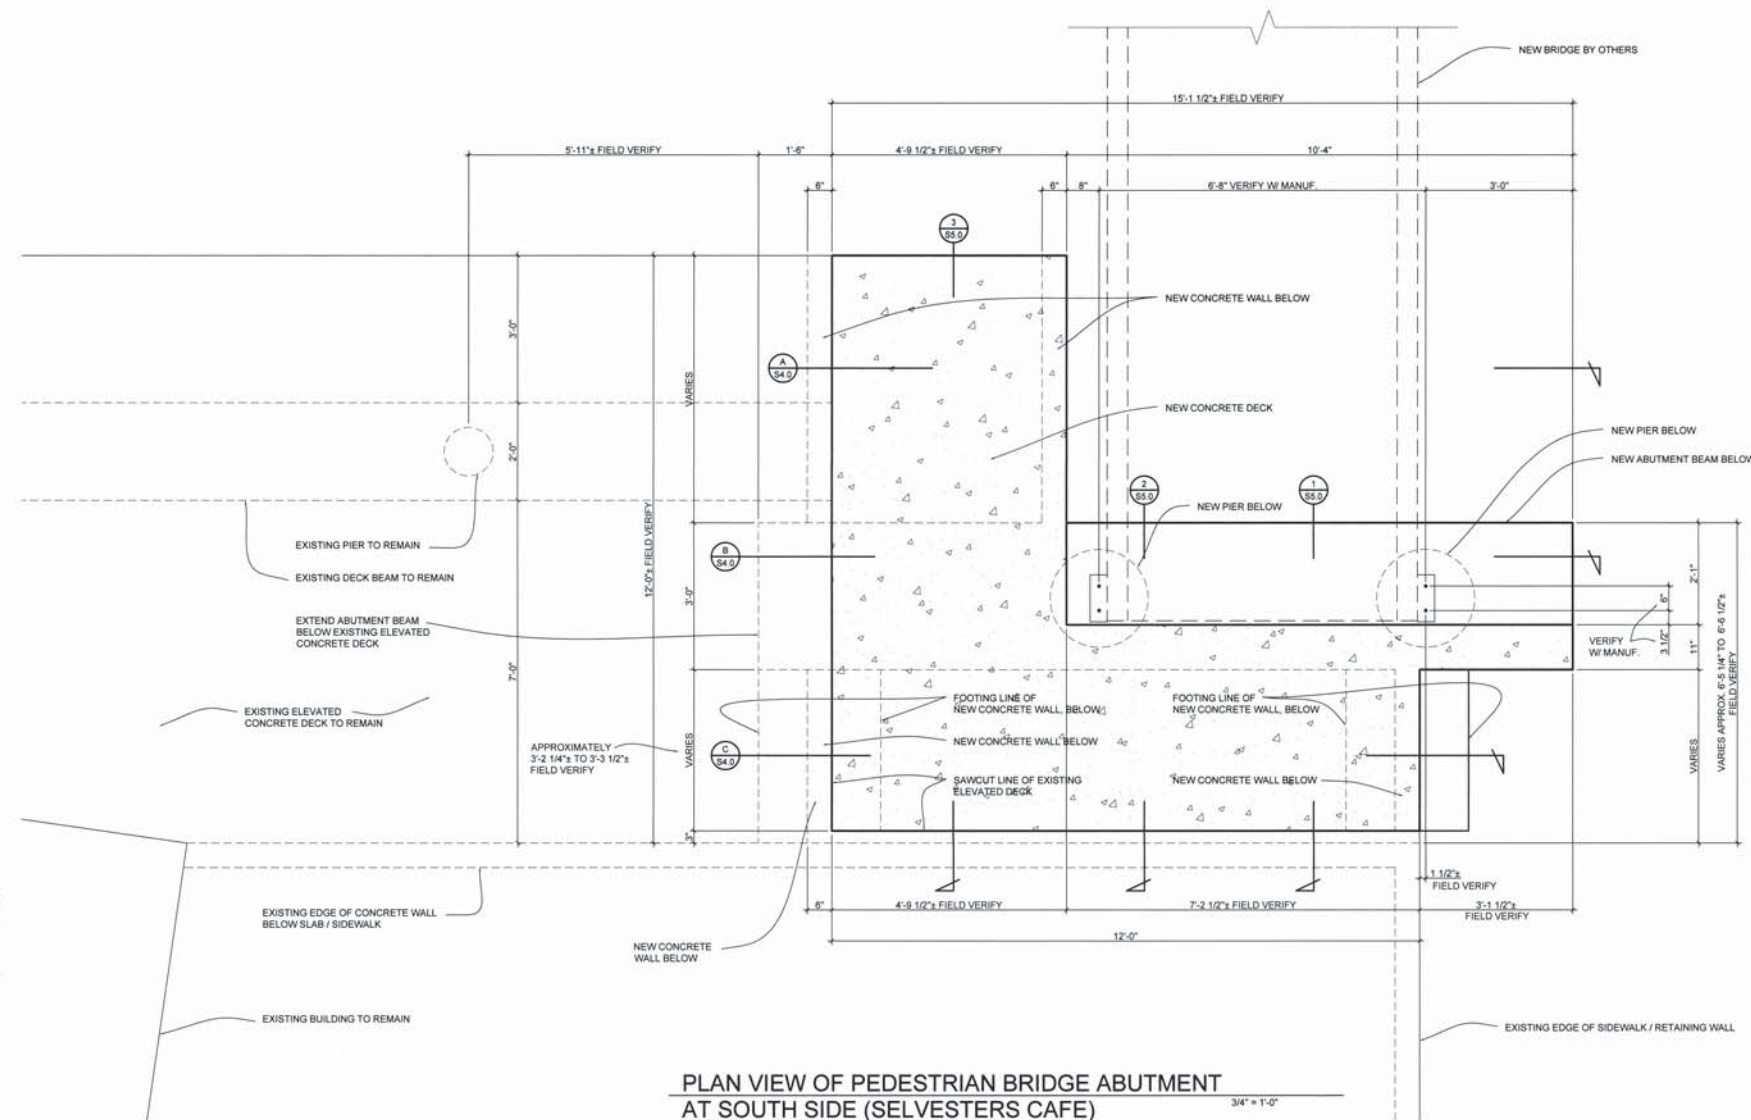 NEW BRIDGE BY OTHERS
15'-1 1/2"± FIELD VERIFY
5'-11"± FIELD VERIFY
1'-6"
4'-9 1/2"± FIELD VERIFY
10'-4"
6"
6"
8"
6'-8" VERIFY W/ MANUF.
3'-0"
3
S5.0
NEW CONCRETE WALL BELOW
3'-0"
A
S4.0
VARIES
NEW CONCRETE DECK
NEW PIER BELOW
2'-0"
NEW ABUTMENT BEAM BELOW
2
S5.0
1
S5.0
NEW PIER BELOW
EXISTING PIER TO REMAIN
12'-0"± FIELD VERIFY
B
S4.0
EXISTING DECK BEAM TO REMAIN
2'-1"
3'-0"
6"
EXTEND ABUTMENT BEAM
BELOW EXISTING ELEVATED
CONCRETE DECK
VERIFY
W/ MANUF.
3 1/2"
11"
VARIES APPROX. 6'-5 1/4" TO 6'-6 1/2"±
FIELD VERIFY
7'-0"
EXISTING ELEVATED
CONCRETE DECK TO REMAIN
FOOTING LINE OF
NEW CONCRETE WALL, BELOW
FOOTING LINE OF
NEW CONCRETE WALL, BELOW
APPROXIMATELY
3'-2 1/4"± TO 3'-3 1/2"±
FIELD VERIFY
VARIES
C
S4.0
NEW CONCRETE WALL BELOW
VARIES
SAWCUT LINE OF EXISTING
ELEVATED DECK
NEW CONCRETE WALL BELOW
3"
1 1/2"±
FIELD VERIFY
EXISTING EDGE OF CONCRETE WALL
BELOW SLAB / SIDEWALK
6"
4'-9 1/2"± FIELD VERIFY
7'-2 1/2"± FIELD VERIFY
3'-1 1/2"±
FIELD VERIFY
12'-0"
NEW CONCRETE
WALL BELOW
EXISTING BUILDING TO REMAIN
EXISTING EDGE OF SIDEWALK / RETAINING WALL
PLAN VIEW OF PEDESTRIAN BRIDGE ABUTMENT
AT SOUTH SIDE (SELVESTERS CAFE)
3/4" = 1'-0"